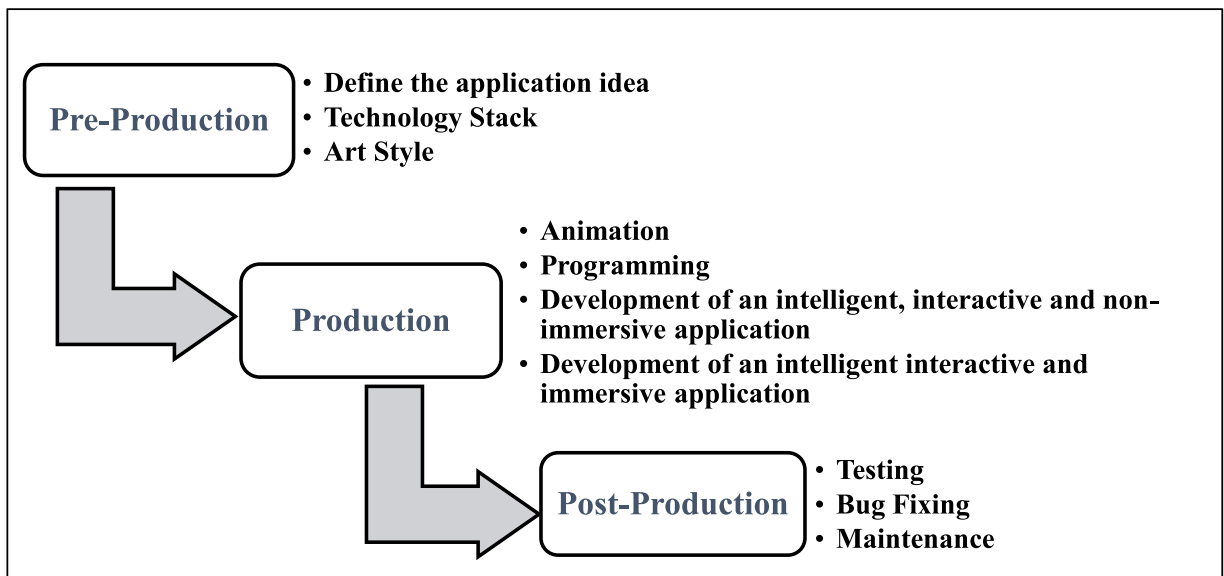 Pre-Production
• Define the application idea
• Technology Stack
• Art Style
Production
• Animation
• Programming
• Development of an intelligent, interactive and non-
immersive application
• Development of an intelligent interactive and
immersive application
Post-Production
• Testing
• Bug Fixing
• Maintenance